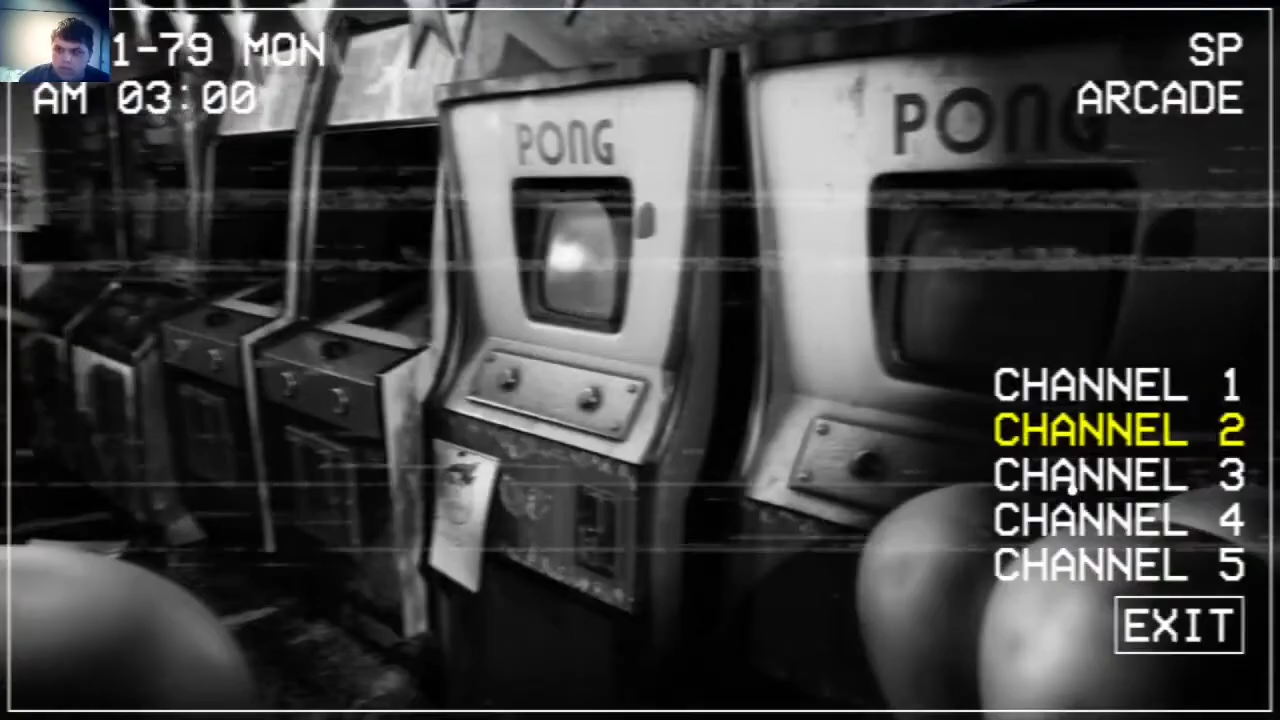 1-79 MON
AM 03:00
SP
ARCADE
PONG
PONG
CHANNEL 1
CHANNEL 2
CHANNEL 3
CHANNEL 4
CHANNEL 5
EXIT